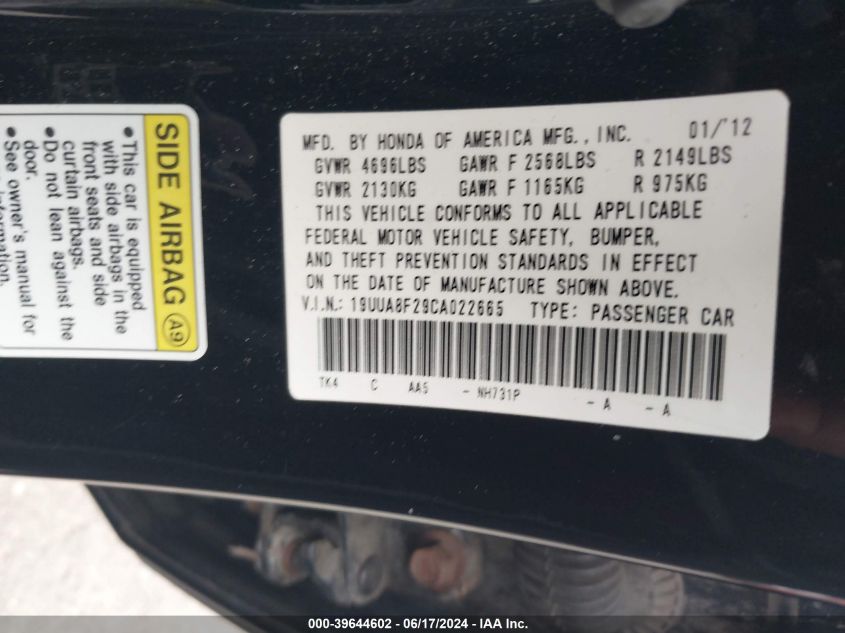 SIDE AIRBAG A9
• This car is equipped
with side airbags in the
front seats and side
curtain airbags.
• Do not lean against the
door.
• See owner's manual for
information.
MFD. BY HONDA OF AMERICA MFG., INC. 01/'12
GVWR 4696LBS GAWR F 2568LBS R 2149LBS
GVWR 2130KG GAWR F 1165KG R 975KG
THIS VEHICLE CONFORMS TO ALL APPLICABLE
FEDERAL MOTOR VEHICLE SAFETY, BUMPER,
AND THEFT PREVENTION STANDARDS IN EFFECT
ON THE DATE OF MANUFACTURE SHOWN ABOVE.
V.I.N.: 19UUA8F29CA022665 TYPE: PASSENGER CAR
TK4 C AA5 - NH731P - A - A
000-39644602 - 06/17/2024 - IAA Inc.